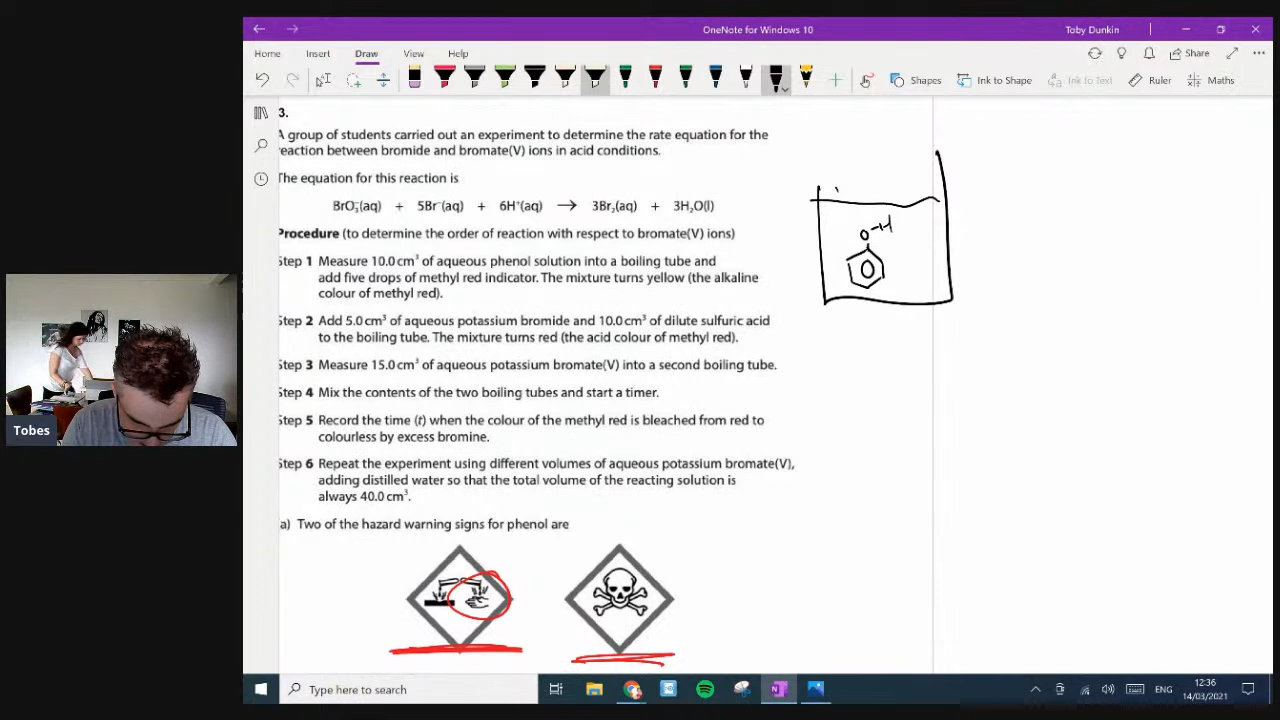 OneNote for Windows 10
Toby Dunkin
Home Insert Draw View Help
Share
Shapes Ink to Shape Ink to Text Ruler Maths
3.
A group of students carried out an experiment to determine the rate equation for the
reaction between bromide and bromate(V) ions in acid conditions.
The equation for this reaction is
BrO₃⁻(aq) + 5Br⁻(aq) + 6H⁺(aq) → 3Br₂(aq) + 3H₂O(l)
Procedure (to determine the order of reaction with respect to bromate(V) ions)
Step 1 Measure 10.0 cm³ of aqueous phenol solution into a boiling tube and
add five drops of methyl red indicator. The mixture turns yellow (the alkaline
colour of methyl red).
Step 2 Add 5.0 cm³ of aqueous potassium bromide and 10.0 cm³ of dilute sulfuric acid
to the boiling tube. The mixture turns red (the acid colour of methyl red).
Step 3 Measure 15.0 cm³ of aqueous potassium bromate(V) into a second boiling tube.
Step 4 Mix the contents of the two boiling tubes and start a timer.
Step 5 Record the time (t) when the colour of the methyl red is bleached from red to
colourless by excess bromine.
Step 6 Repeat the experiment using different volumes of aqueous potassium bromate(V),
adding distilled water so that the total volume of the reacting solution is
always 40.0 cm³.
a) Two of the hazard warning signs for phenol are
O-H
Tobes
Type here to search
ENG
12:36
14/03/2021